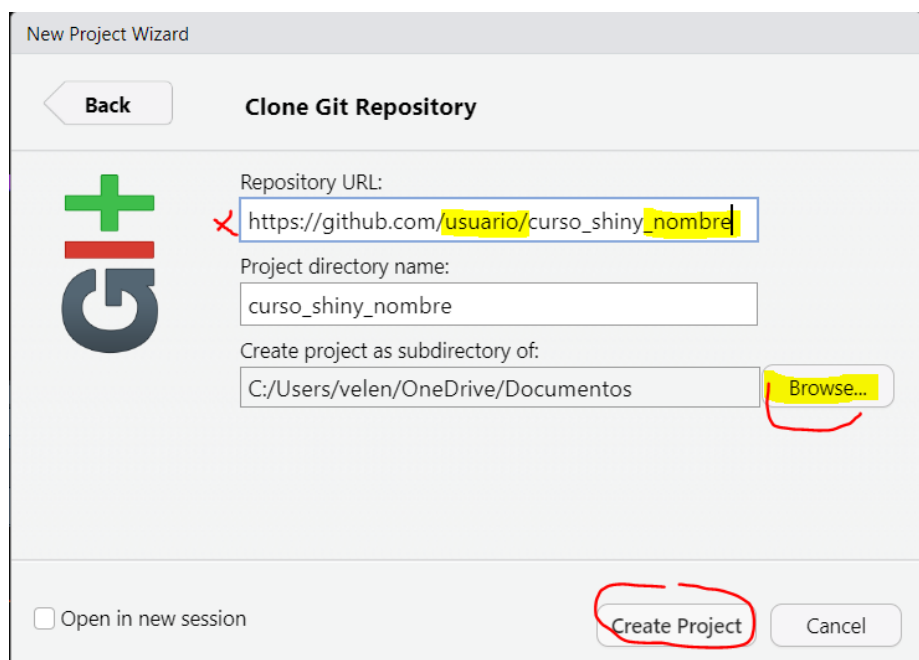 New Project Wizard
Back
Clone Git Repository
GIt
Repository URL:
https://github.com/usuario/curso_shiny_nombre
Project directory name:
curso_shiny_nombre
Create project as subdirectory of:
C:/Users/velen/OneDrive/Documentos
Browse...
Open in new session
Create Project
Cancel